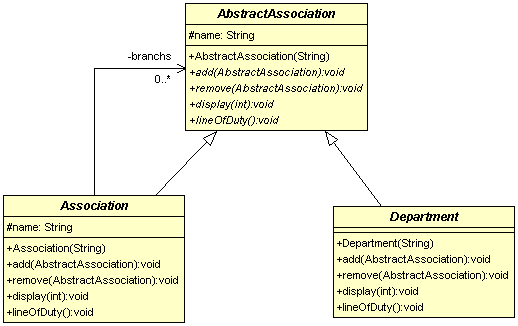 AbstractAssociation
#name: String
+AbstractAssociation(String)
+add(AbstractAssociation):void
+remove(AbstractAssociation):void
+display(int):void
+lineOfDuty():void
-branchs
0..*
Association
#name: String
+Association(String)
+add(AbstractAssociation):void
+remove(AbstractAssociation):void
+display(int):void
+lineOfDuty():void
Department
+Department(String)
+add(AbstractAssociation):void
+remove(AbstractAssociation):void
+display(int):void
+lineOfDuty():void